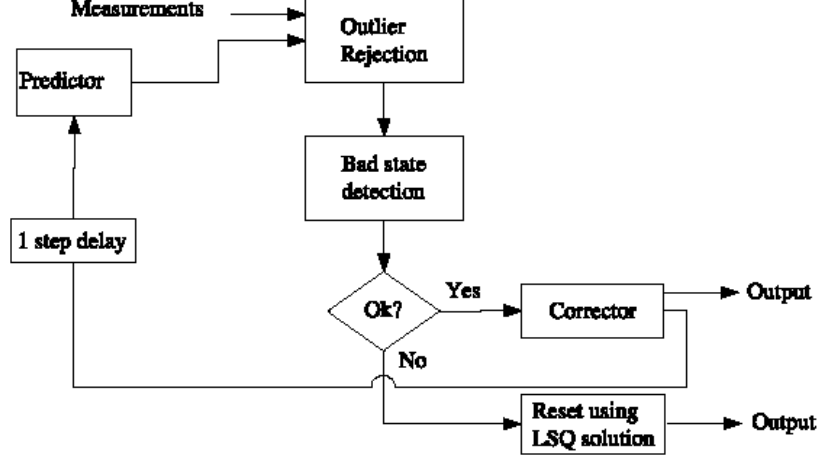 Measurements
Outlier
Rejection
Predictor
Bad state
detection
1 step delay
Ok?
Yes
Corrector
Output
No
Reset using
LSQ solution
Output